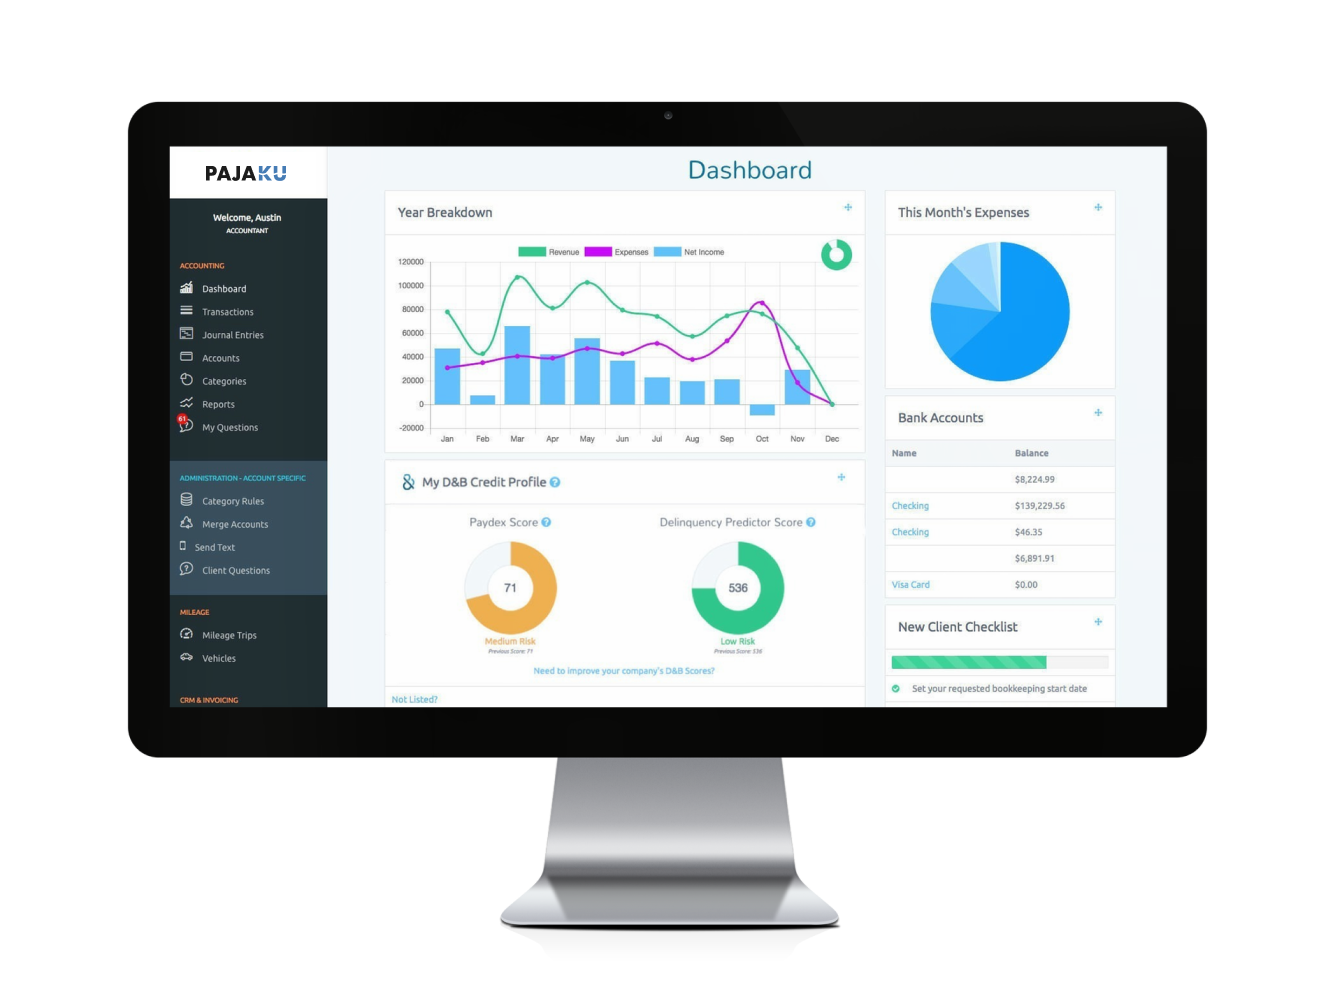 PAJAKU
Welcome, Austin
ACCOUNTANT
ACCOUNTING
Dashboard
Transactions
Journal Entries
Accounts
Categories
Reports
61
My Questions
ADMINISTRATION - ACCOUNT SPECIFIC
Category Rules
Merge Accounts
Send Text
Client Questions
MILEAGE
Mileage Trips
Vehicles
CRM & INVOICING
Dashboard
Year Breakdown
Revenue Expenses Net Income
120000
100000
80000
60000
40000
20000
0
-20000
Jan Feb Mar Apr May Jun Jul Aug Sep Oct Nov Dec
& My D&B Credit Profile ?
Paydex Score ?
71
Medium Risk
Previous Score: 71
Delinquency Predictor Score ?
536
Low Risk
Previous Score: 536
Need to improve your company's D&B Scores?
Not Listed?
This Month's Expenses
Bank Accounts
Name Balance
$8,224.99
Checking $139,229.56
Checking $46.35
$6,891.91
Visa Card $0.00
New Client Checklist
Set your requested bookkeeping start date